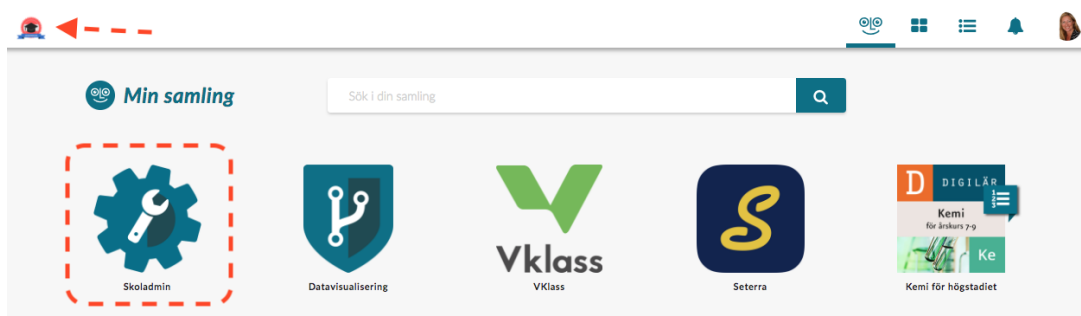 Min samling
Sök i din samling
Skoladmin
Datavisualisering
Vklass
VKlass
S
Seterra
D DIGILÄR
Kemi
för årskurs 7-9
Ke
Kemi för högstadiet